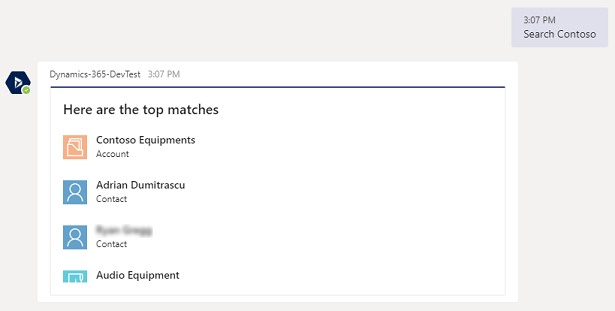 3:07 PM
Search Contoso
Dynamics-365-DevTest 3:07 PM
Here are the top matches
Contoso Equipments
Account
Adrian Dumitrascu
Contact
Contact
Audio Equipment